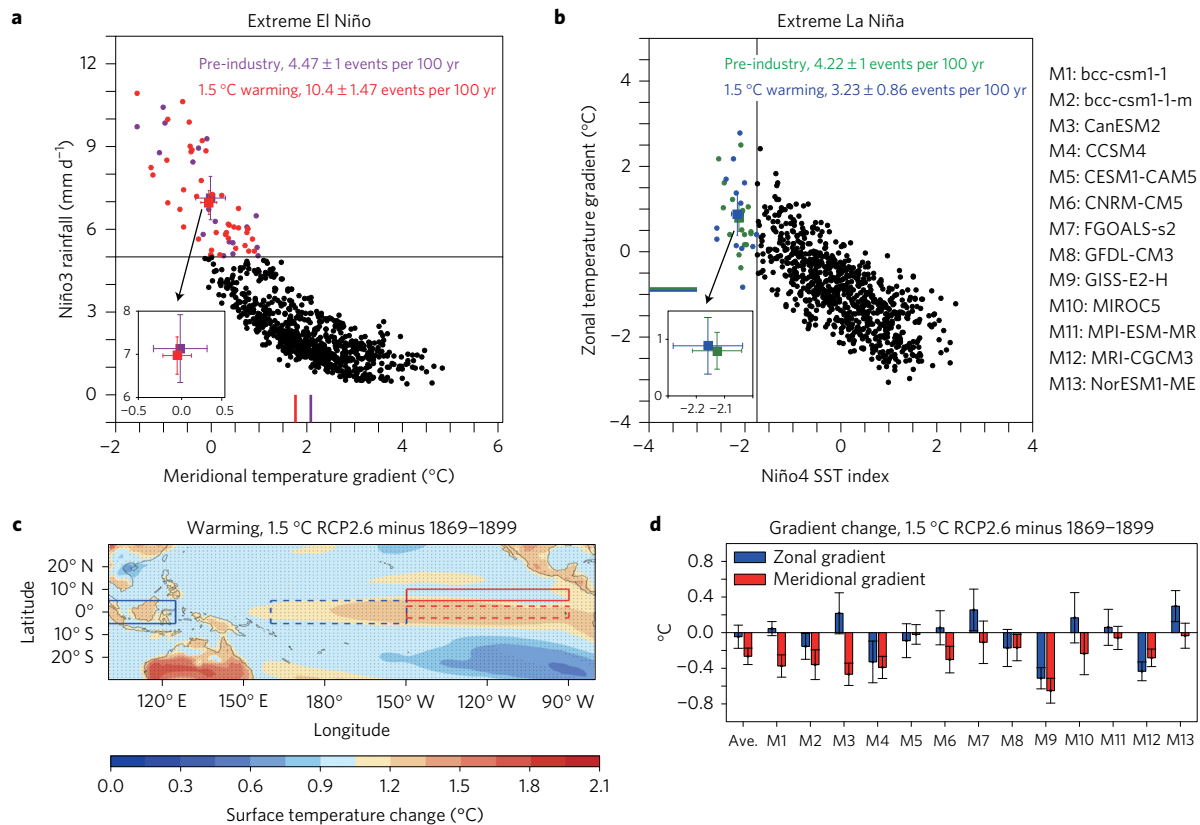 a
Extreme El Niño
Pre-industry, 4.47 ± 1 events per 100 yr
1.5 °C warming, 10.4 ± 1.47 events per 100 yr
Niño3 rainfall (mm d⁻¹)
12
9
6
3
0
8
7
6
−0.5 0.0 0.5
−2 0 2 4 6
Meridional temperature gradient (°C)
b
Extreme La Niña
Pre-industry, 4.22 ± 1 events per 100 yr
1.5 °C warming, 3.23 ± 0.86 events per 100 yr
Zonal temperature gradient (°C)
4
2
0
−2
−4
1
0
−2.2 −2.1
−4 −2 0 2 4
Niño4 SST index
M1: bcc-csm1-1
M2: bcc-csm1-1-m
M3: CanESM2
M4: CCSM4
M5: CESM1-CAM5
M6: CNRM-CM5
M7: FGOALS-s2
M8: GFDL-CM3
M9: GISS-E2-H
M10: MIROC5
M11: MPI-ESM-MR
M12: MRI-CGCM3
M13: NorESM1-ME
c
Warming, 1.5 °C RCP2.6 minus 1869–1899
Latitude
20° N
10° N
0°
10° S
20° S
120° E 150° E 180° W 150° W 120° W 90° W
Longitude
0.0 0.3 0.6 0.9 1.2 1.5 1.8 2.1
Surface temperature change (°C)
d
Gradient change, 1.5 °C RCP2.6 minus 1869–1899
Zonal gradient
Meridional gradient
°C
0.8
0.4
0.0
−0.4
−0.8
Ave. M1 M2 M3 M4 M5 M6 M7 M8 M9 M10 M11 M12 M13